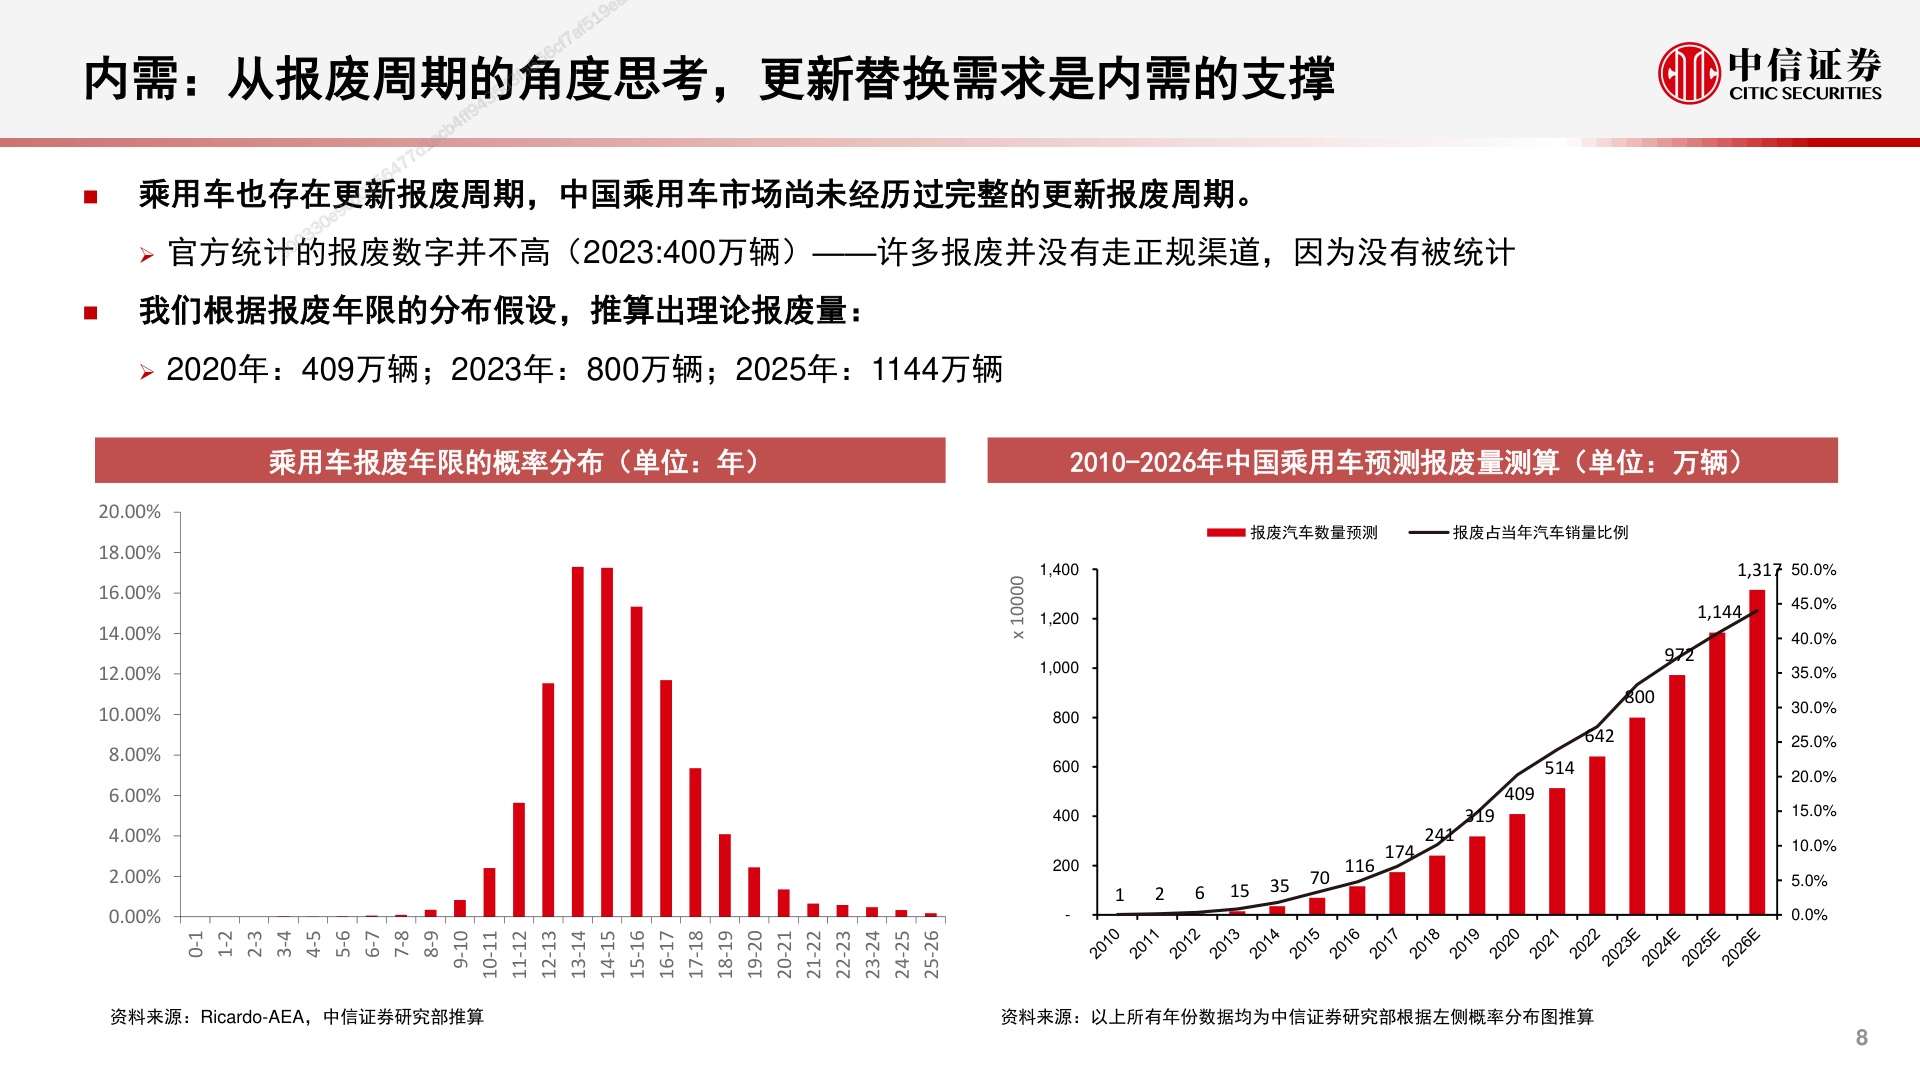 内需：从报废周期的角度思考，更新替换需求是内需的支撑
中信证券
CITIC SECURITIES
乘用车也存在更新报废周期，中国乘用车市场尚未经历过完整的更新报废周期。
官方统计的报废数字并不高（2023:400万辆）——许多报废并没有走正规渠道，因为没有被统计
我们根据报废年限的分布假设，推算出理论报废量：
2020年：409万辆；2023年：800万辆；2025年：1144万辆
乘用车报废年限的概率分布（单位：年）
20.00%
18.00%
16.00%
14.00%
12.00%
10.00%
8.00%
6.00%
4.00%
2.00%
0.00%
0-1 1-2 2-3 3-4 4-5 5-6 6-7 7-8 8-9 9-10 10-11 11-12 12-13 13-14 14-15 15-16 16-17 17-18 18-19 19-20 20-21 21-22 22-23 23-24 24-25 25-26
资料来源：Ricardo-AEA，中信证券研究部推算
2010-2026年中国乘用车预测报废量测算（单位：万辆）
报废汽车数量预测 报废占当年汽车销量比例
x 10000
1,400
1,200
1,000
800
600
400
200
-
1 2 6 15 35 70 116 174 241 319 409 514 642 800 972 1,144 1,317
50.0%
45.0%
40.0%
35.0%
30.0%
25.0%
20.0%
15.0%
10.0%
5.0%
0.0%
2010 2011 2012 2013 2014 2015 2016 2017 2018 2019 2020 2021 2022 2023E 2024E 2025E 2026E
资料来源：以上所有年份数据均为中信证券研究部根据左侧概率分布图推算
8